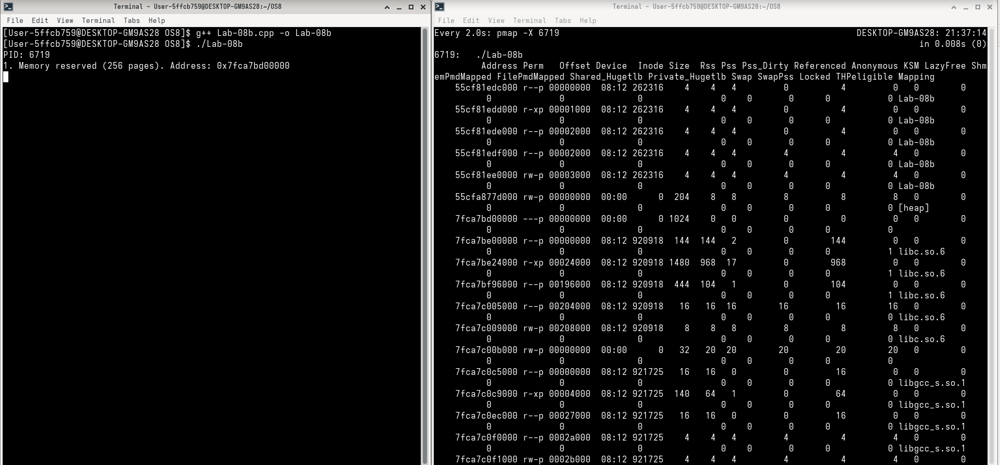 Terminal - User-5ffcb759@DESKTOP-GM9AS28:~/OS8
File Edit View Terminal Tabs Help
[User-5ffcb759@DESKTOP-GM9AS28 OS8]$ g++ Lab-08b.cpp -o Lab-08b
[User-5ffcb759@DESKTOP-GM9AS28 OS8]$ ./Lab-08b
PID: 6719
1. Memory reserved (256 pages). Address: 0x7fca7bd00000
Terminal - User-5ffcb759@DESKTOP-GM9AS28:~/OS8
File Edit View Terminal Tabs Help
Every 2.0s: pmap -X 6719 DESKTOP-GM9AS28: 21:37:14
in 0.008s (0)
6719: ./Lab-08b
Address Perm Offset Device Inode Size Rss Pss Pss_Dirty Referenced Anonymous KSM LazyFree Shm
emPmdMapped FilePmdMapped Shared_Hugetlb Private_Hugetlb Swap SwapPss Locked THPeligible Mapping
55cf81edc000 r--p 00000000 08:12 262316 4 4 4 0 4 0 0 0
0 0 0 0 0 0 0 0 Lab-08b
55cf81edd000 r-xp 00001000 08:12 262316 4 4 4 0 4 0 0 0
0 0 0 0 0 0 0 0 Lab-08b
55cf81ede000 r--p 00002000 08:12 262316 4 4 4 0 4 0 0 0
0 0 0 0 0 0 0 0 Lab-08b
55cf81edf000 r--p 00002000 08:12 262316 4 4 4 4 4 4 0 0
0 0 0 0 0 0 0 0 Lab-08b
55cf81ee0000 rw-p 00003000 08:12 262316 4 4 4 4 4 4 0 0
0 0 0 0 0 0 0 0 Lab-08b
55cfa877d000 rw-p 00000000 00:00 0 204 8 8 8 8 8 0 0
0 0 0 0 0 0 0 0 [heap]
7fca7bd00000 ---p 00000000 00:00 0 1024 0 0 0 0 0 0 0
0 0 0 0 0 0 0 0
7fca7be00000 r--p 00000000 08:12 920918 144 144 2 0 144 0 0 0
0 0 0 0 0 0 0 1 libc.so.6
7fca7be24000 r-xp 00024000 08:12 920918 1480 968 17 0 968 0 0 0
0 0 0 0 0 0 0 1 libc.so.6
7fca7bf96000 r--p 00196000 08:12 920918 444 104 1 0 104 0 0 0
0 0 0 0 0 0 0 1 libc.so.6
7fca7c005000 r--p 00204000 08:12 920918 16 16 16 16 16 16 0 0
0 0 0 0 0 0 0 0 libc.so.6
7fca7c009000 rw-p 00208000 08:12 920918 8 8 8 8 8 8 0 0
0 0 0 0 0 0 0 0 libc.so.6
7fca7c00b000 rw-p 00000000 00:00 0 32 20 20 20 20 20 0 0
0 0 0 0 0 0 0 0
7fca7c0c5000 r--p 00000000 08:12 921725 16 16 0 0 16 0 0 0
0 0 0 0 0 0 0 0 libgcc_s.so.1
7fca7c0c9000 r-xp 00004000 08:12 921725 140 64 1 0 64 0 0 0
0 0 0 0 0 0 0 0 libgcc_s.so.1
7fca7c0ec000 r--p 00027000 08:12 921725 16 16 0 0 16 0 0 0
0 0 0 0 0 0 0 0 libgcc_s.so.1
7fca7c0f0000 r--p 0002a000 08:12 921725 4 4 4 4 4 4 0 0
0 0 0 0 0 0 0 0 libgcc_s.so.1
7fca7c0f1000 rw-p 0002b000 08:12 921725 4 4 4 4 4 4 0 0